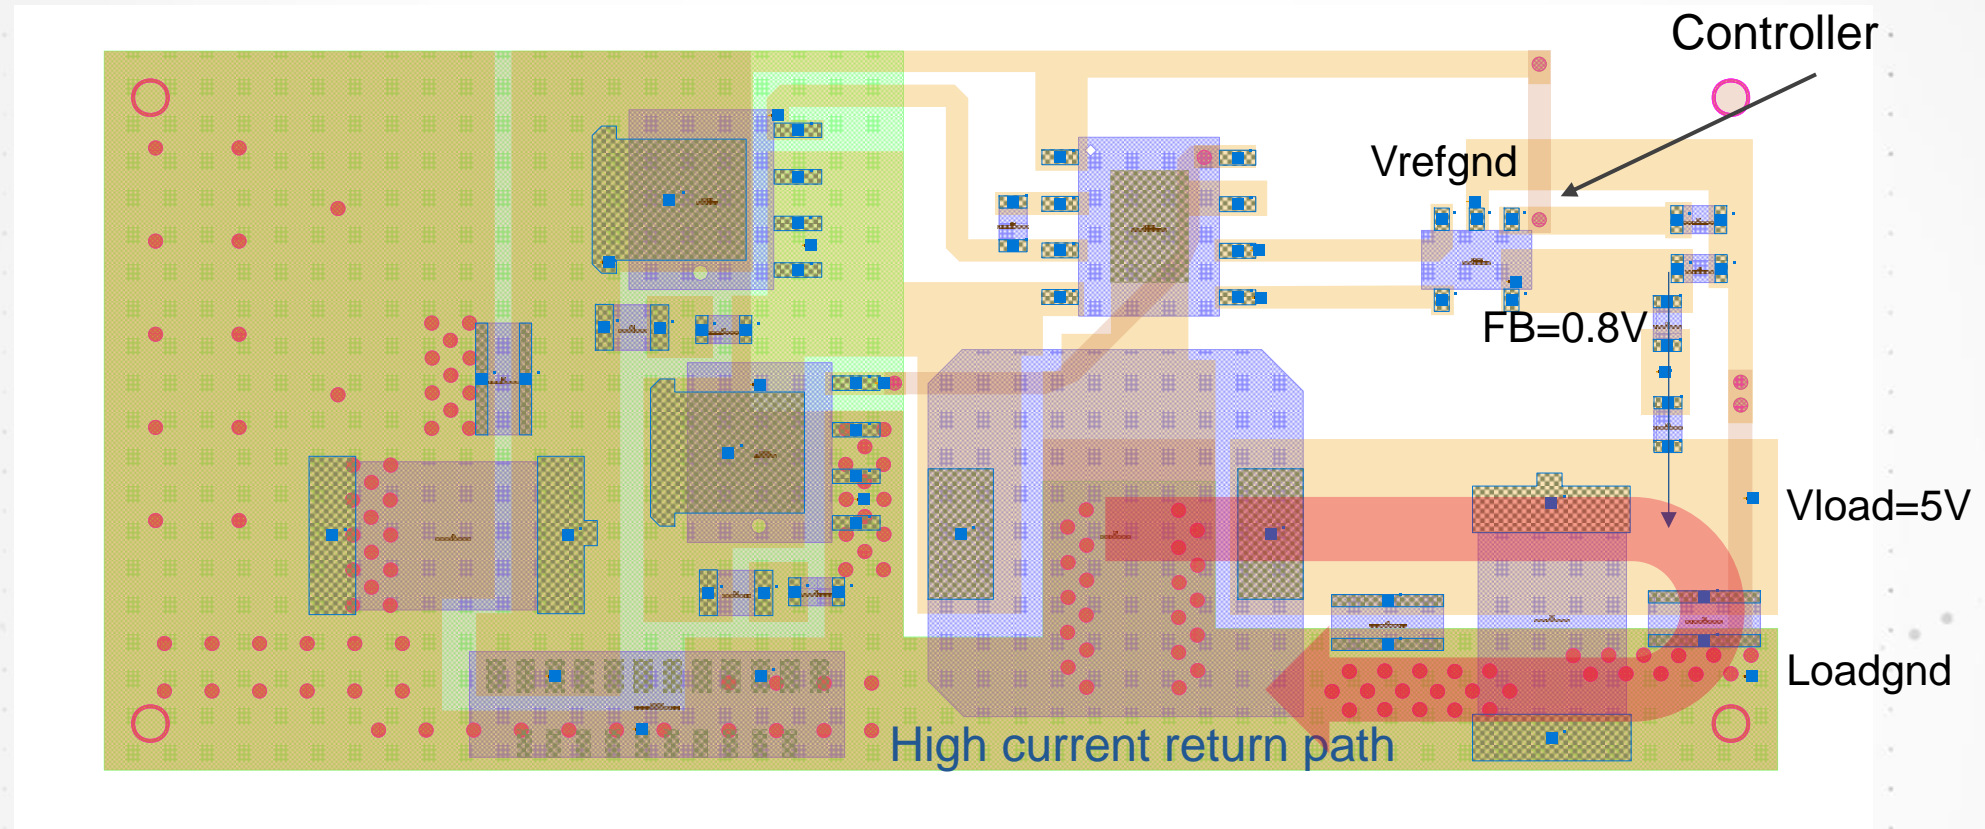 Controller
Vrefgnd
FB=0.8V
Vload=5V
Loadgnd
High current return path